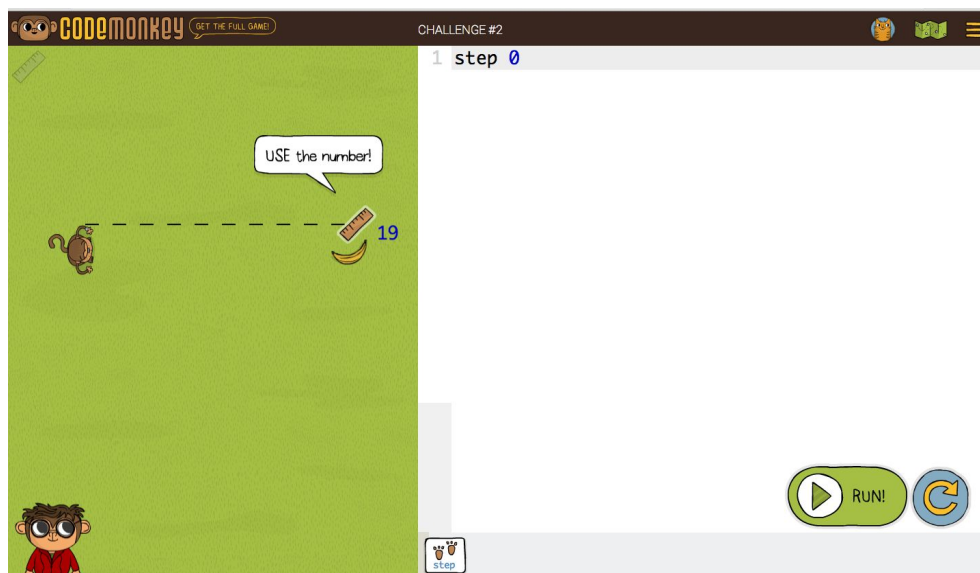 CODEMONKEY GET THE FULL GAME!
CHALLENGE #2
1 step 0
USE the number!
19
RUN!
step